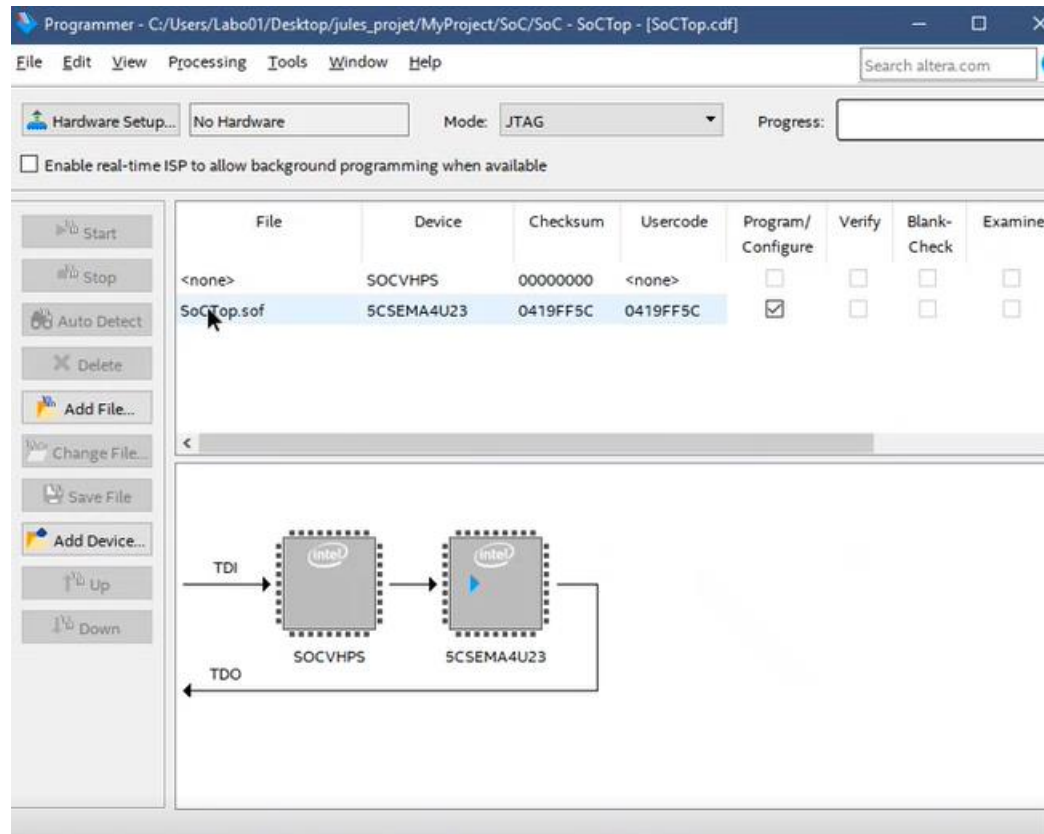 Programmer - C:/Users/Labo01/Desktop/jules_projet/MyProject/SoC/SoC - SoCTop - [SoCTop.cdf]
File Edit View Processing Tools Window Help
Search altera.com
Hardware Setup... No Hardware Mode: JTAG Progress:
Enable real-time ISP to allow background programming when available
Start
Stop
Auto Detect
Delete
Add File...
Change File...
Save File
Add Device...
Up
Down
File Device Checksum Usercode Program/ Verify Blank- Examine
Configure Check
<none> SOCVHPS 00000000 <none>
SoCTop.sof 5CSEMA4U23 0419FF5C 0419FF5C
intel intel
TDI
SOCVHPS 5CSEMA4U23
TDO